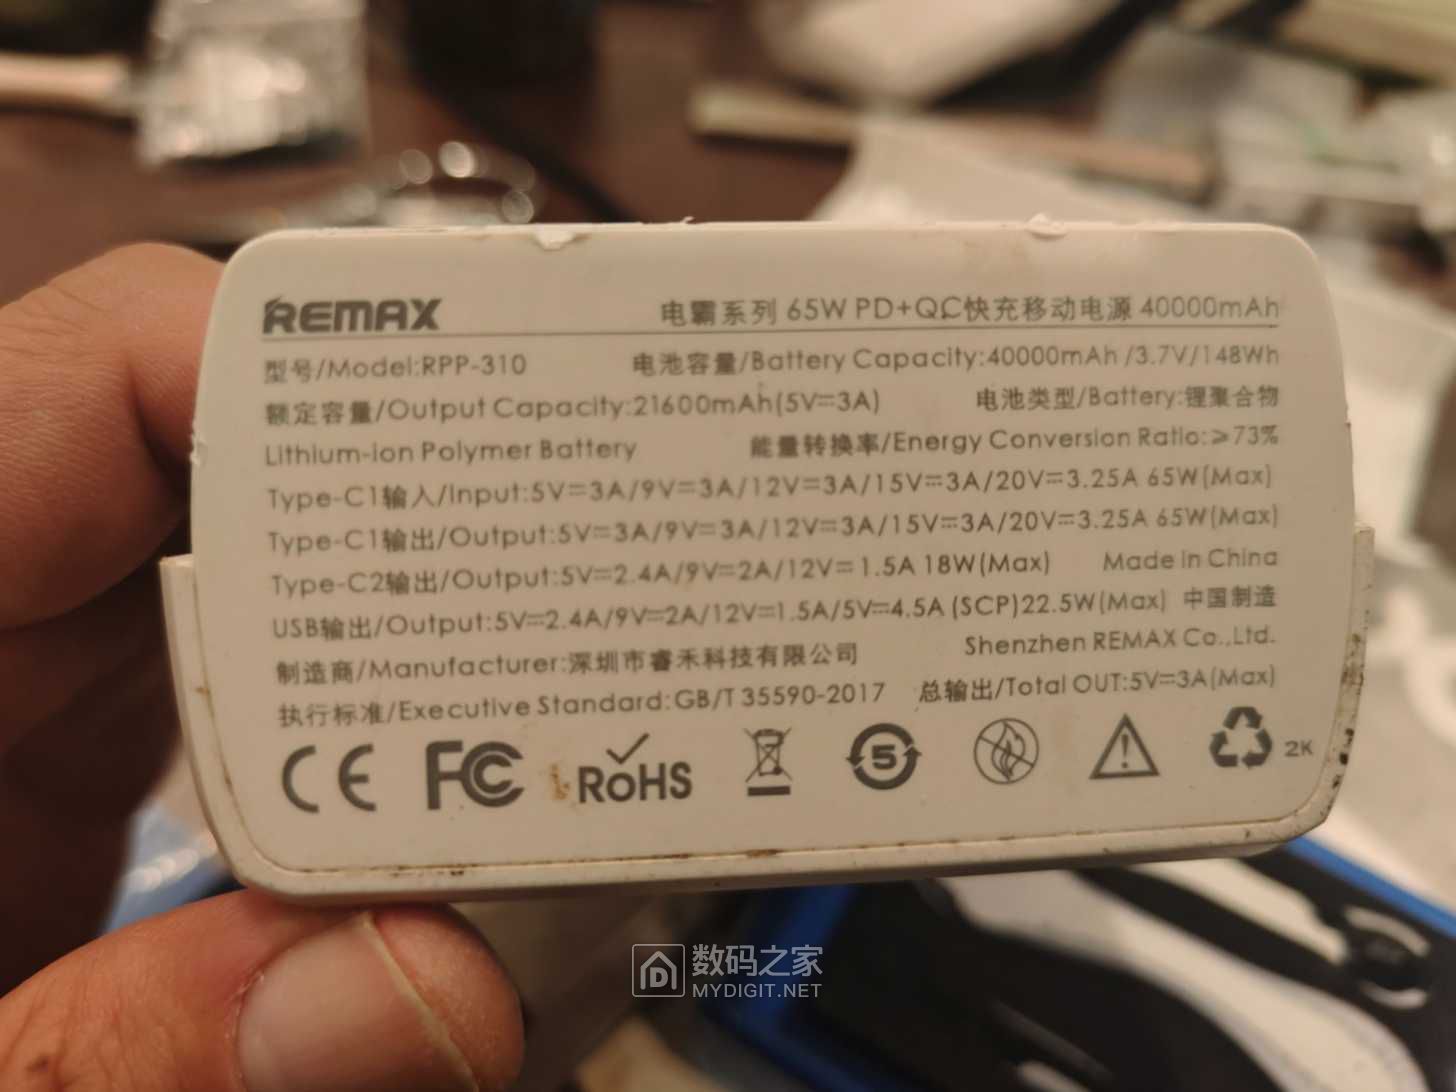 REMAX 电霸系列 65W PD+QC快充移动电源 40000mAh
型号/Model:RPP-310 电池容量/Battery Capacity:40000mAh /3.7V/148Wh
额定容量/Output Capacity:21600mAh(5V⎓3A) 电池类型/Battery:锂聚合物
Lithium-ion Polymer Battery 能量转换率/Energy Conversion Ratio:≥73%
Type-C1输入/Input:5V⎓3A/9V⎓3A/12V⎓3A/15V⎓3A/20V⎓3.25A 65W(Max)
Type-C1输出/Output:5V⎓3A/9V⎓3A/12V⎓3A/15V⎓3A/20V⎓3.25A 65W(Max)
Type-C2输出/Output:5V⎓2.4A/9V⎓2A/12V⎓1.5A 18W(Max) Made in China
USB输出/Output:5V⎓2.4A/9V⎓2A/12V⎓1.5A/5V⎓4.5A (SCP)22.5W(Max) 中国制造
制造商/Manufacturer:深圳市睿禾科技有限公司 Shenzhen REMAX Co.,Ltd.
执行标准/Executive Standard:GB/T 35590-2017 总输出/Total OUT:5V⎓3A(Max)
CE FC RoHS 5 2K
数码之家
MYDIGIT.NET